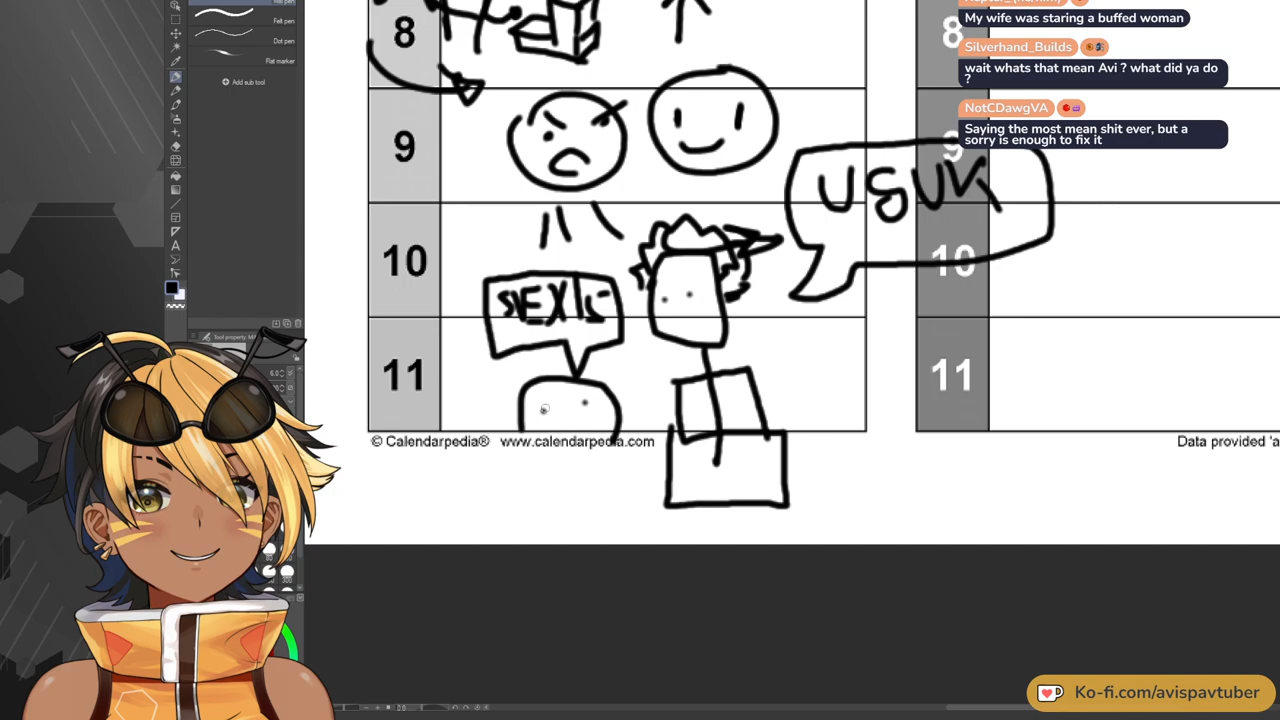 Felt pen
Dot pen
Flat marker
Add sub tool
8
9
10
11
U SUK
© Calendarpedia® www.calendarpedia.com
8
9
10
11
Data provided 'a
My wife was staring a buffed woman
Silverhand_Builds
wait whats that mean Avi ? what did ya do
?
NotCDawgVA
Saying the most mean shit ever, but a
sorry is enough to fix it
Ko-fi.com/avispavtuber